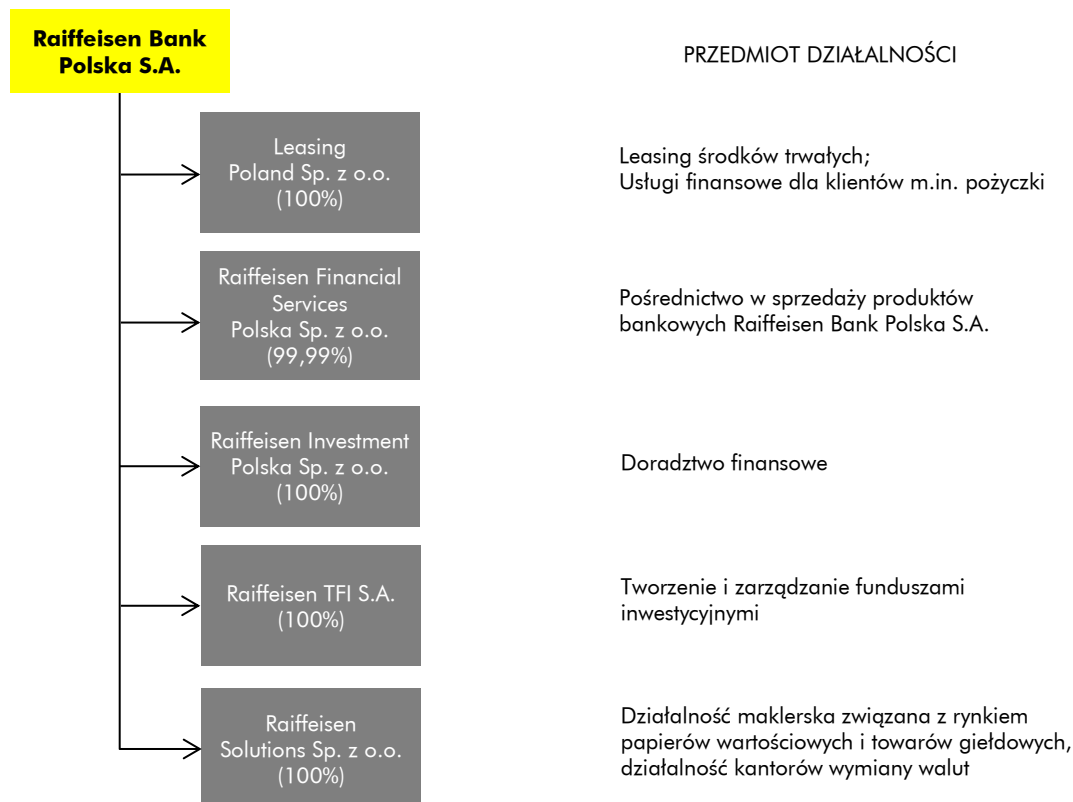 Raiffeisen Bank
Polska S.A.
PRZEDMIOT DZIAŁALNOŚCI
Leasing
Poland Sp. z o.o.
(100%)
Leasing środków trwałych;
Usługi finansowe dla klientów m.in. pożyczki
Raiffeisen Financial
Services
Polska Sp. z o.o.
(99,99%)
Pośrednictwo w sprzedaży produktów
bankowych Raiffeisen Bank Polska S.A.
Raiffeisen Investment
Polska Sp. z o.o.
(100%)
Doradztwo finansowe
Raiffeisen TFI S.A.
(100%)
Tworzenie i zarządzanie funduszami
inwestycyjnymi
Raiffeisen
Solutions Sp. z o.o.
(100%)
Działalność maklerska związana z rynkiem
papierów wartościowych i towarów giełdowych,
działalność kantorów wymiany walut